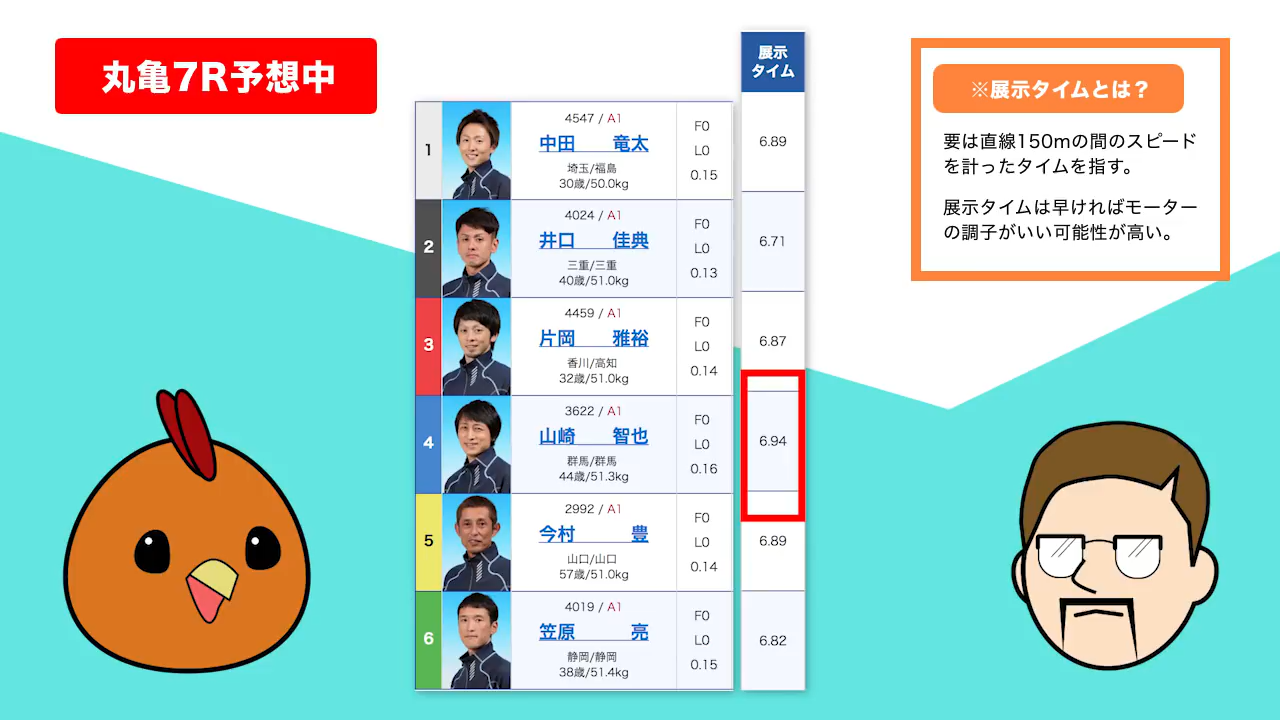 丸亀7R予想中
展示
タイム
※展示タイムとは？
要は直線150mの間のスピード
を計ったタイムを指す。
展示タイムは早ければモーター
の調子がいい可能性が高い。
1
4547 / A1
中田 竜太
埼玉/福島
30歳/50.0kg
F0
L0
0.15
6.89
2
4024 / A1
井口 佳典
三重/三重
40歳/51.0kg
F0
L0
0.13
6.71
3
4459 / A1
片岡 雅裕
香川/高知
32歳/51.0kg
F0
L0
0.14
6.87
4
3622 / A1
山崎 智也
群馬/群馬
44歳/51.3kg
F0
L0
0.16
6.94
5
2992 / A1
今村 豊
山口/山口
57歳/51.0kg
F0
L0
0.14
6.89
6
4019 / A1
笠原 亮
静岡/静岡
38歳/51.4kg
F0
L0
0.15
6.82